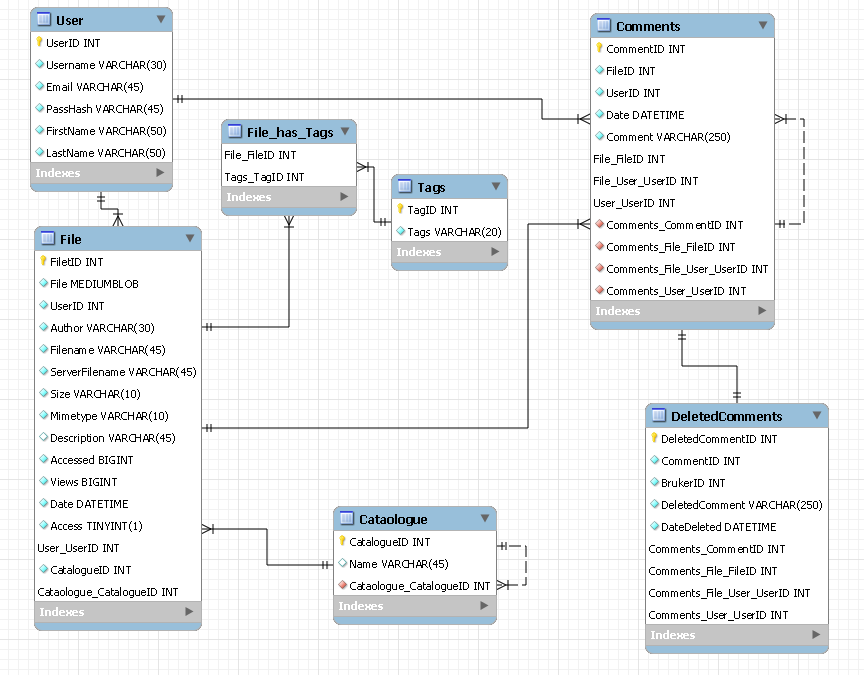 User
UserID INT
Username VARCHAR(30)
Email VARCHAR(45)
PassHash VARCHAR(45)
FirstName VARCHAR(50)
LastName VARCHAR(50)
Indexes
File_has_Tags
File_FileID INT
Tags_TagID INT
Indexes
Tags
TagID INT
Tags VARCHAR(20)
Indexes
Comments
CommentID INT
FileID INT
UserID INT
Date DATETIME
Comment VARCHAR(250)
File_FileID INT
File_User_UserID INT
User_UserID INT
Comments_CommentID INT
Comments_File_FileID INT
Comments_File_User_UserID INT
Comments_User_UserID INT
Indexes
File
FiletID INT
File MEDIUMBLOB
UserID INT
Author VARCHAR(30)
Filename VARCHAR(45)
ServerFilename VARCHAR(45)
Size VARCHAR(10)
Mimetype VARCHAR(10)
Description VARCHAR(45)
Accessed BIGINT
Views BIGINT
Date DATETIME
Access TINYINT(1)
User_UserID INT
CatalogueID INT
Cataologue_CatalogueID INT
Indexes
Cataologue
CatalogueID INT
Name VARCHAR(45)
Cataologue_CatalogueID INT
Indexes
DeletedComments
DeletedCommentID INT
CommentID INT
BrukerID INT
DeletedComment VARCHAR(250)
DateDeleted DATETIME
Comments_CommentID INT
Comments_File_FileID INT
Comments_File_User_UserID INT
Comments_User_UserID INT
Indexes